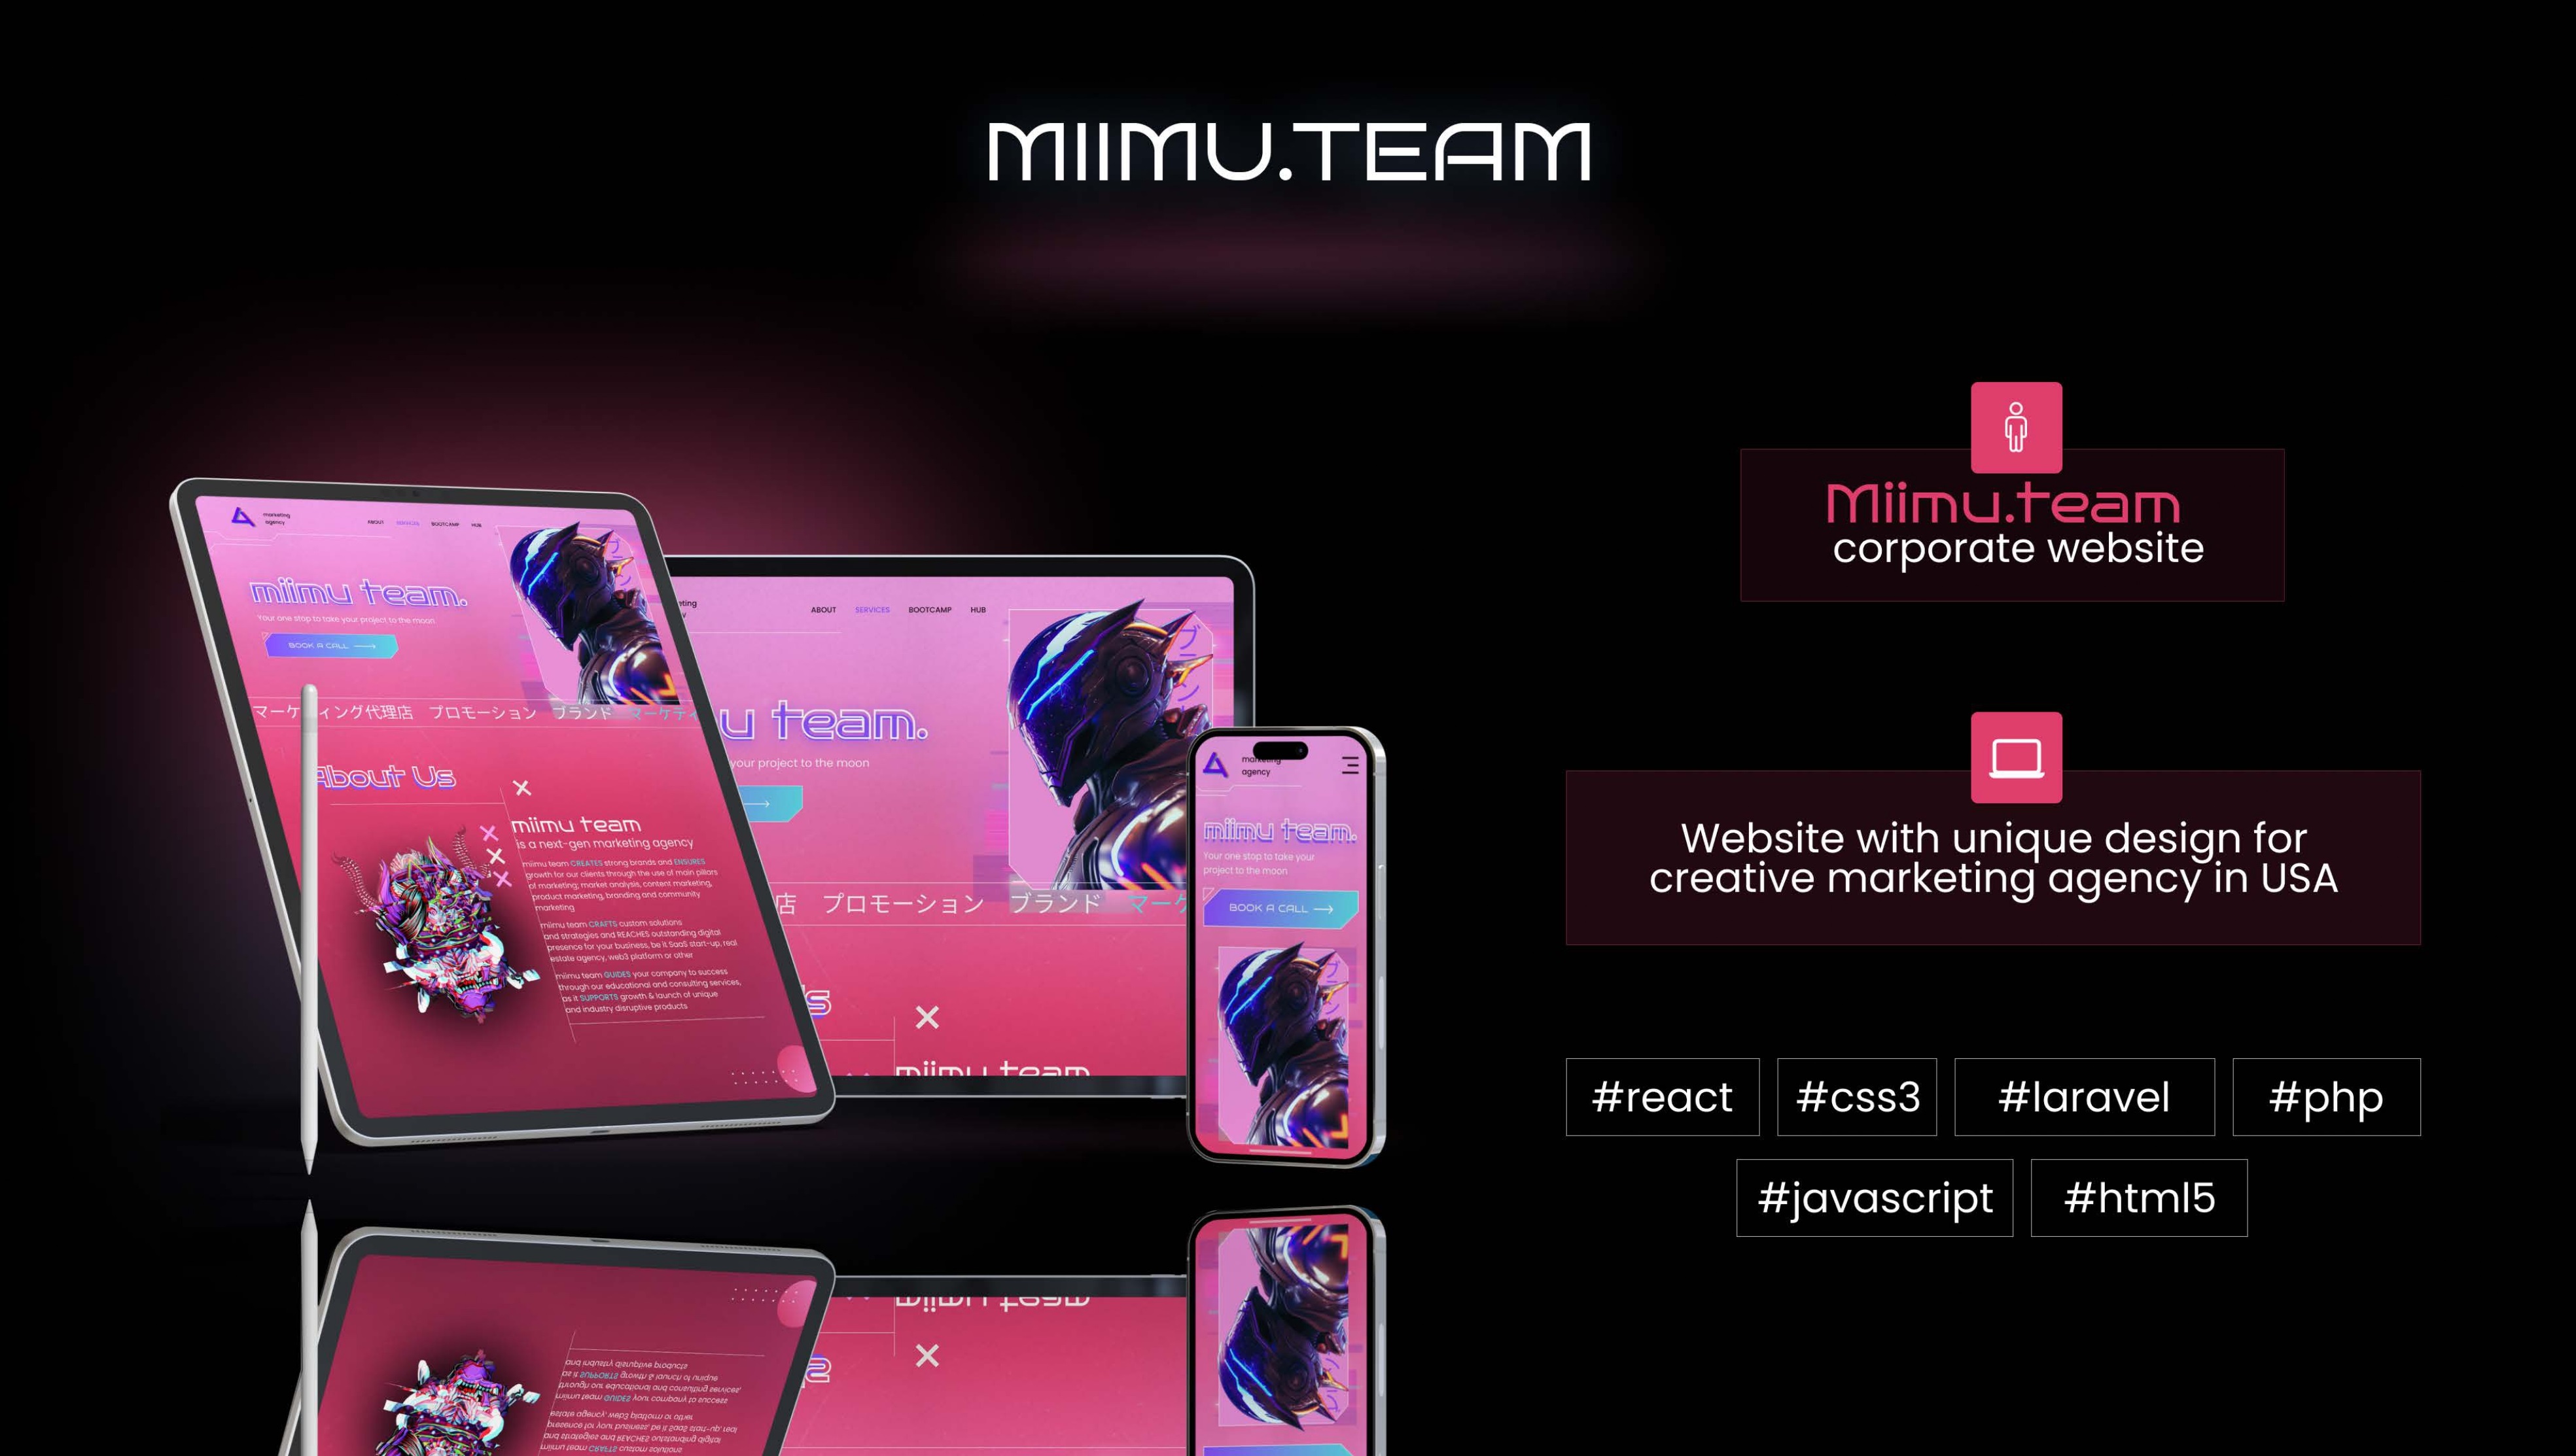 MIIMU.TEAM
marketing
agency
ABOUT SERVICES BOOTCAMP HUB
miimu team.
Your one stop to take your project to the moon
BOOK A CALL
マーケティング代理店 プロモーション ブランド マーケティ
About Us
miimu team
is a next-gen marketing agency
miimu team CREATES strong brands and ENSURES
growth for our clients through the use of main pillars
of marketing; market analysis, content marketing,
product marketing, branding and community
marketing
miimu team CRAFTS custom solutions
and strategies and REACHES outstanding digital
presence for your business, be it SaaS start-up, real
estate agency, web3 platform or other
miimu team GUIDES your company to success
through our educational and consulting services,
as it SUPPORTS growth & launch of unique
and industry disruptive products
ABOUT SERVICES BOOTCAMP HUB
u team.
your project to the moon
店 プロモーション ブランド マーケ
s
miimu team
marketing
agency
miimu team.
Your one stop to take your
project to the moon
BOOK A CALL
Miimu.team
corporate website
Website with unique design for
creative marketing agency in USA
#react #css3 #laravel #php
#javascript #html5